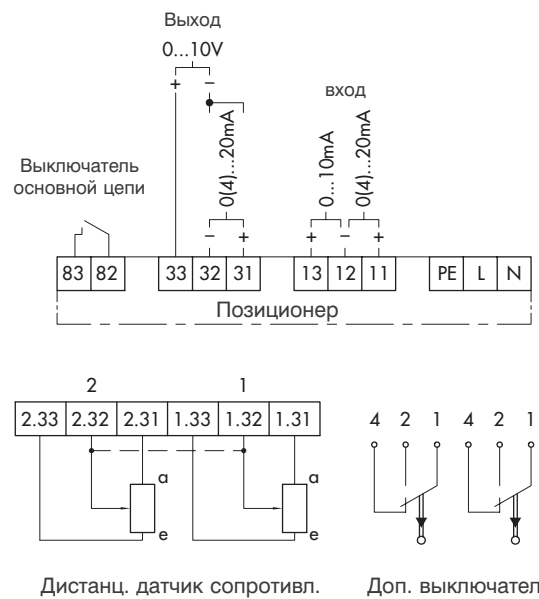 Выход
0...10V
+ −
вход
0(4)...20mA
0...10mA
0(4)...20mA
Выключатель
основной цепи
− +
+ − +
83 82 33 32 31 13 12 11 PE L N
Позиционер
2 1
2.33 2.32 2.31 1.33 1.32 1.31
4 2 1 4 2 1
a a
e e
Дистанц. датчик сопротивл.
Доп. выключател